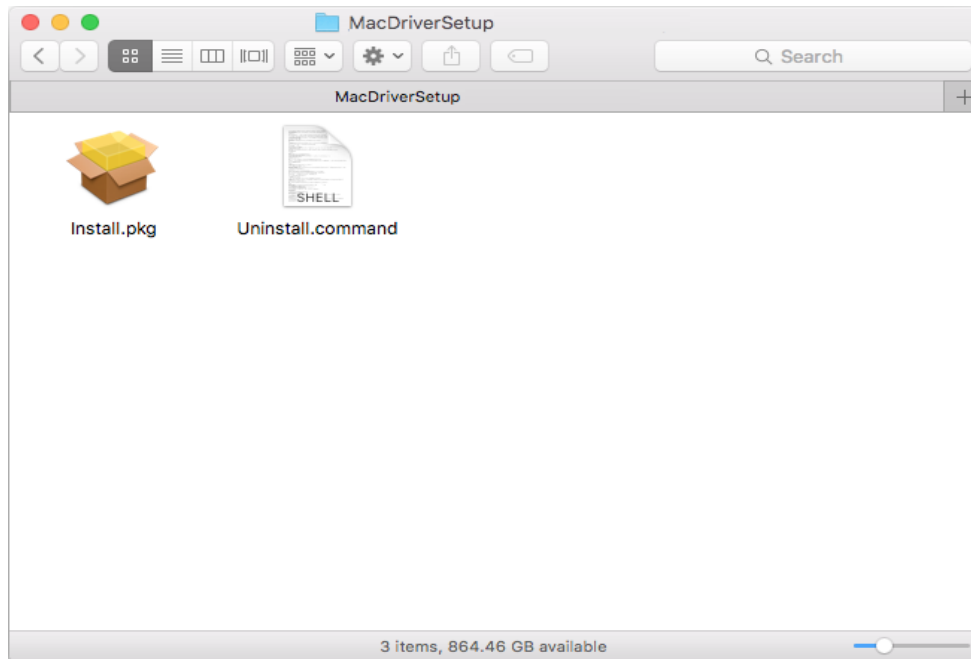 MacDriverSetup
Search
MacDriverSetup
SHELL
Install.pkg
Uninstall.command
3 items, 864.46 GB available